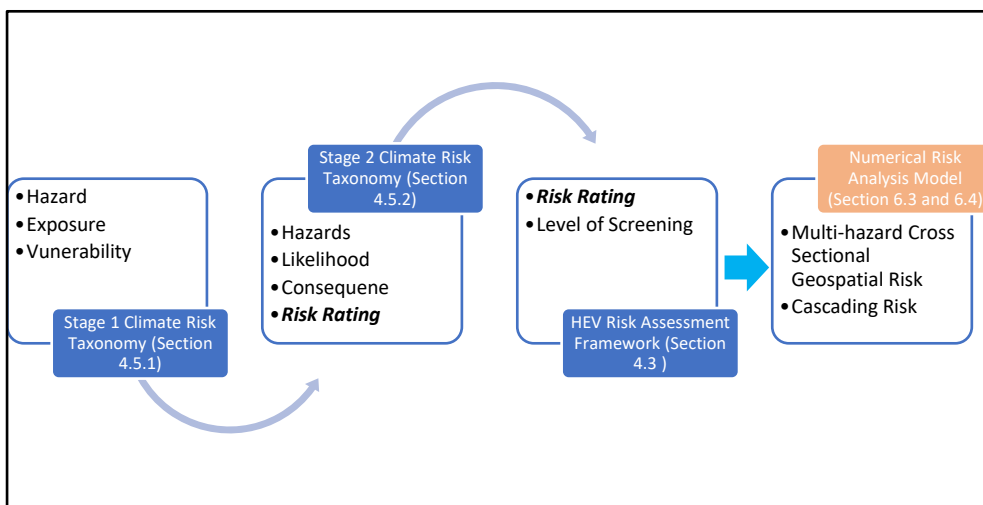 •Hazard
•Exposure
•Vunerability
Stage 1 Climate Risk
Taxonomy (Section
4.5.1)
Stage 2 Climate Risk
Taxonomy (Section
4.5.2)
•Hazards
•Likelihood
•Consequene
•Risk Rating
•Risk Rating
•Level of Screening
HEV Risk Assessment
Framework (Section
4.3 )
Numerical Risk
Analysis Model
(Section 6.3 and 6.4)
•Multi-hazard Cross
Sectional
Geospatial Risk
•Cascading Risk